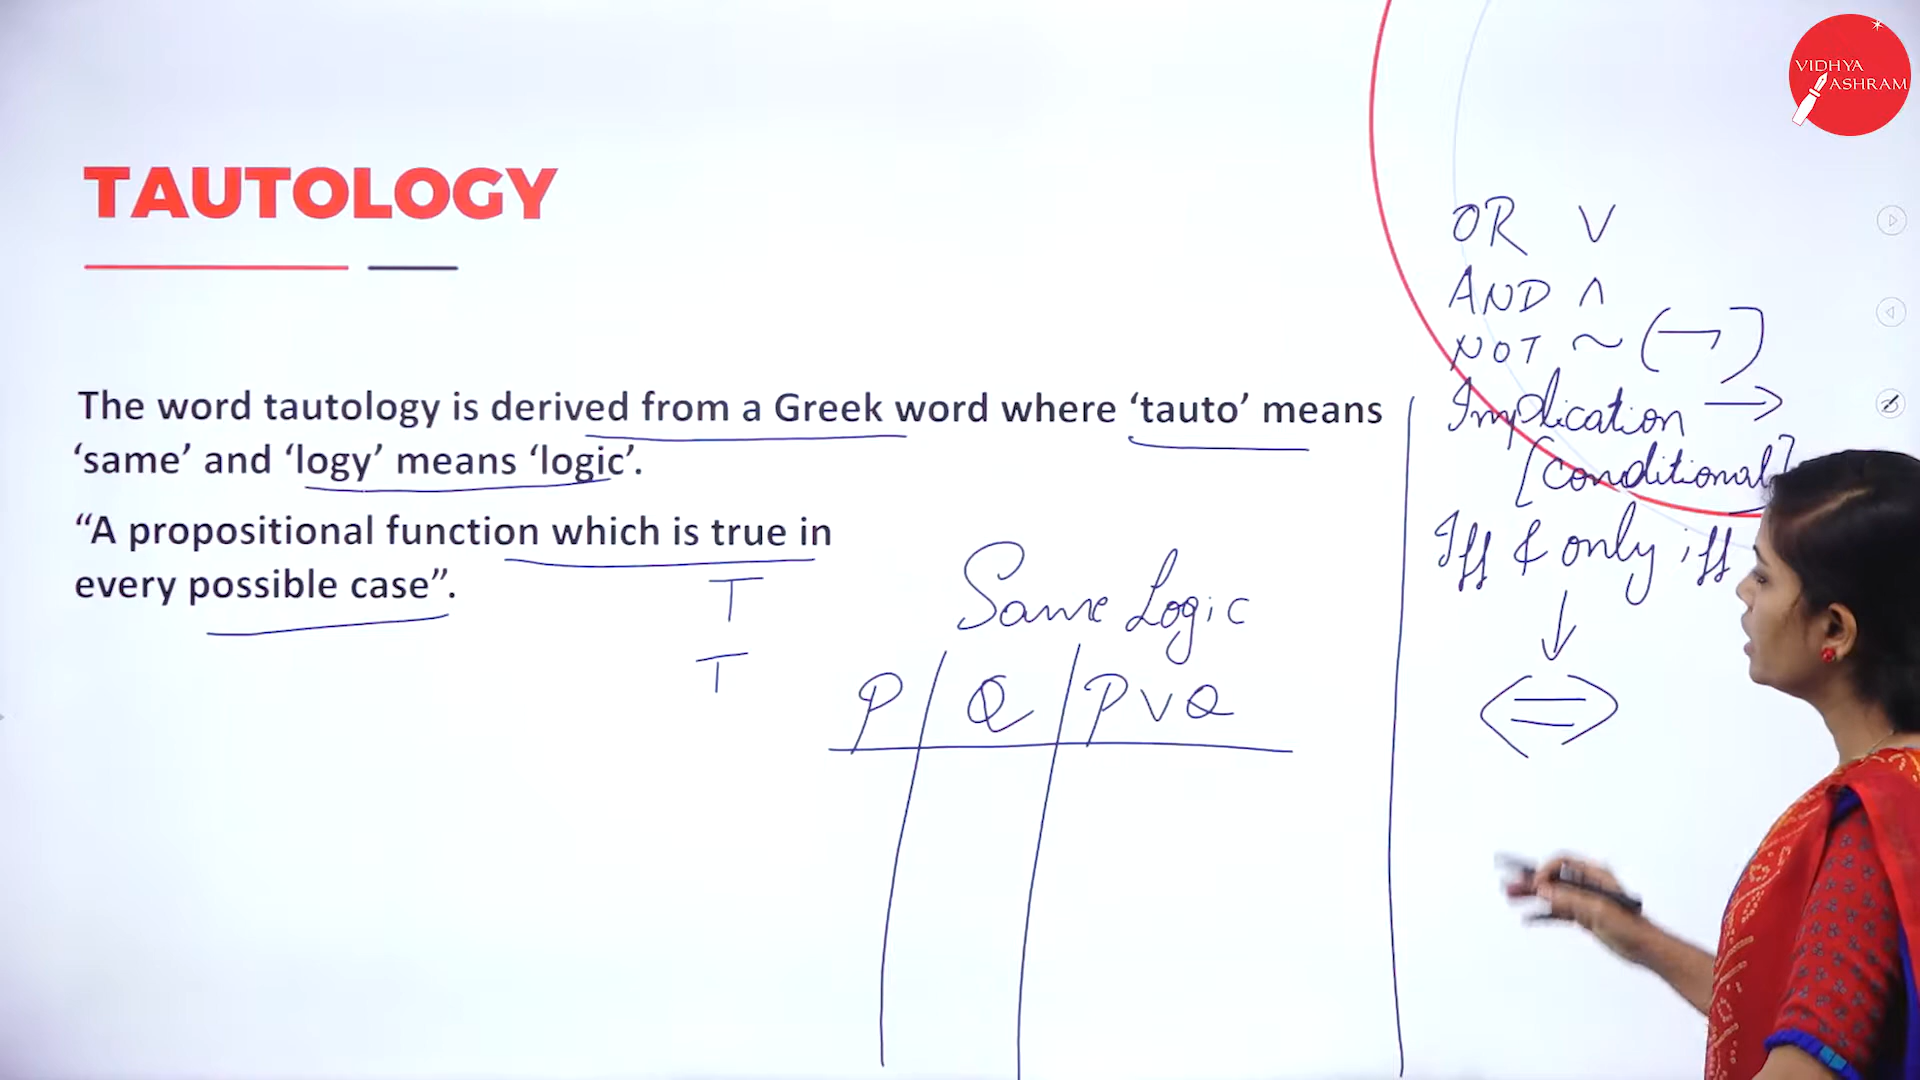 VIDHYA
ASHRAM
TAUTOLOGY
The word tautology is derived from a Greek word where ‘tauto’ means
‘same’ and ‘logy’ means ‘logic’.
“A propositional function which is true in
every possible case”.
T
T
Same Logic
P Q P ∨ Q
OR ∨
AND ∧
NOT ~ (¬)
Implication →
[conditional]
Iff & only iff
↓
⇔